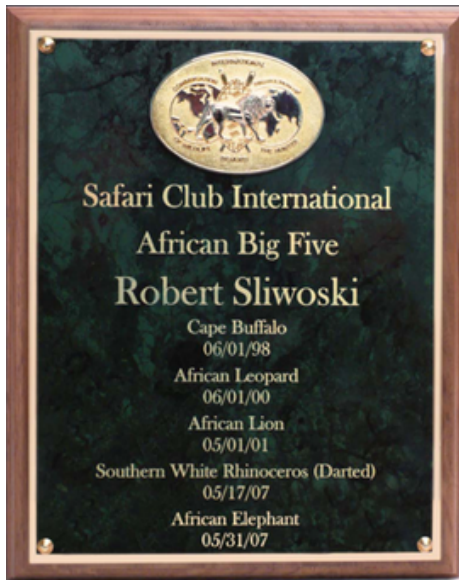 INTERNATIONAL
Safari Club International
African Big Five
Robert Sliwoski
Cape Buffalo
06/01/98
African Leopard
06/01/00
African Lion
05/01/01
Southern White Rhinoceros (Darted)
05/17/07
African Elephant
05/31/07